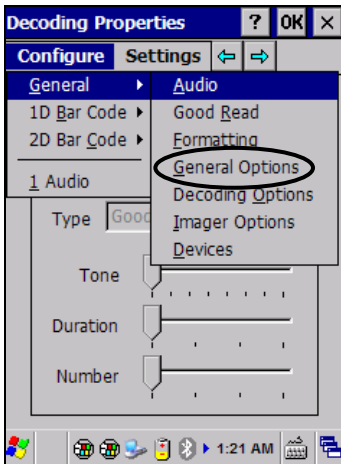 Decoding Properties ? OK ×
Configure Settings
General Audio
1D Bar Code Good Read
2D Bar Code Formatting
General Options
1 Audio Decoding Options
Type Good Imager Options
Devices
Tone
Duration
Number
1:21 AM